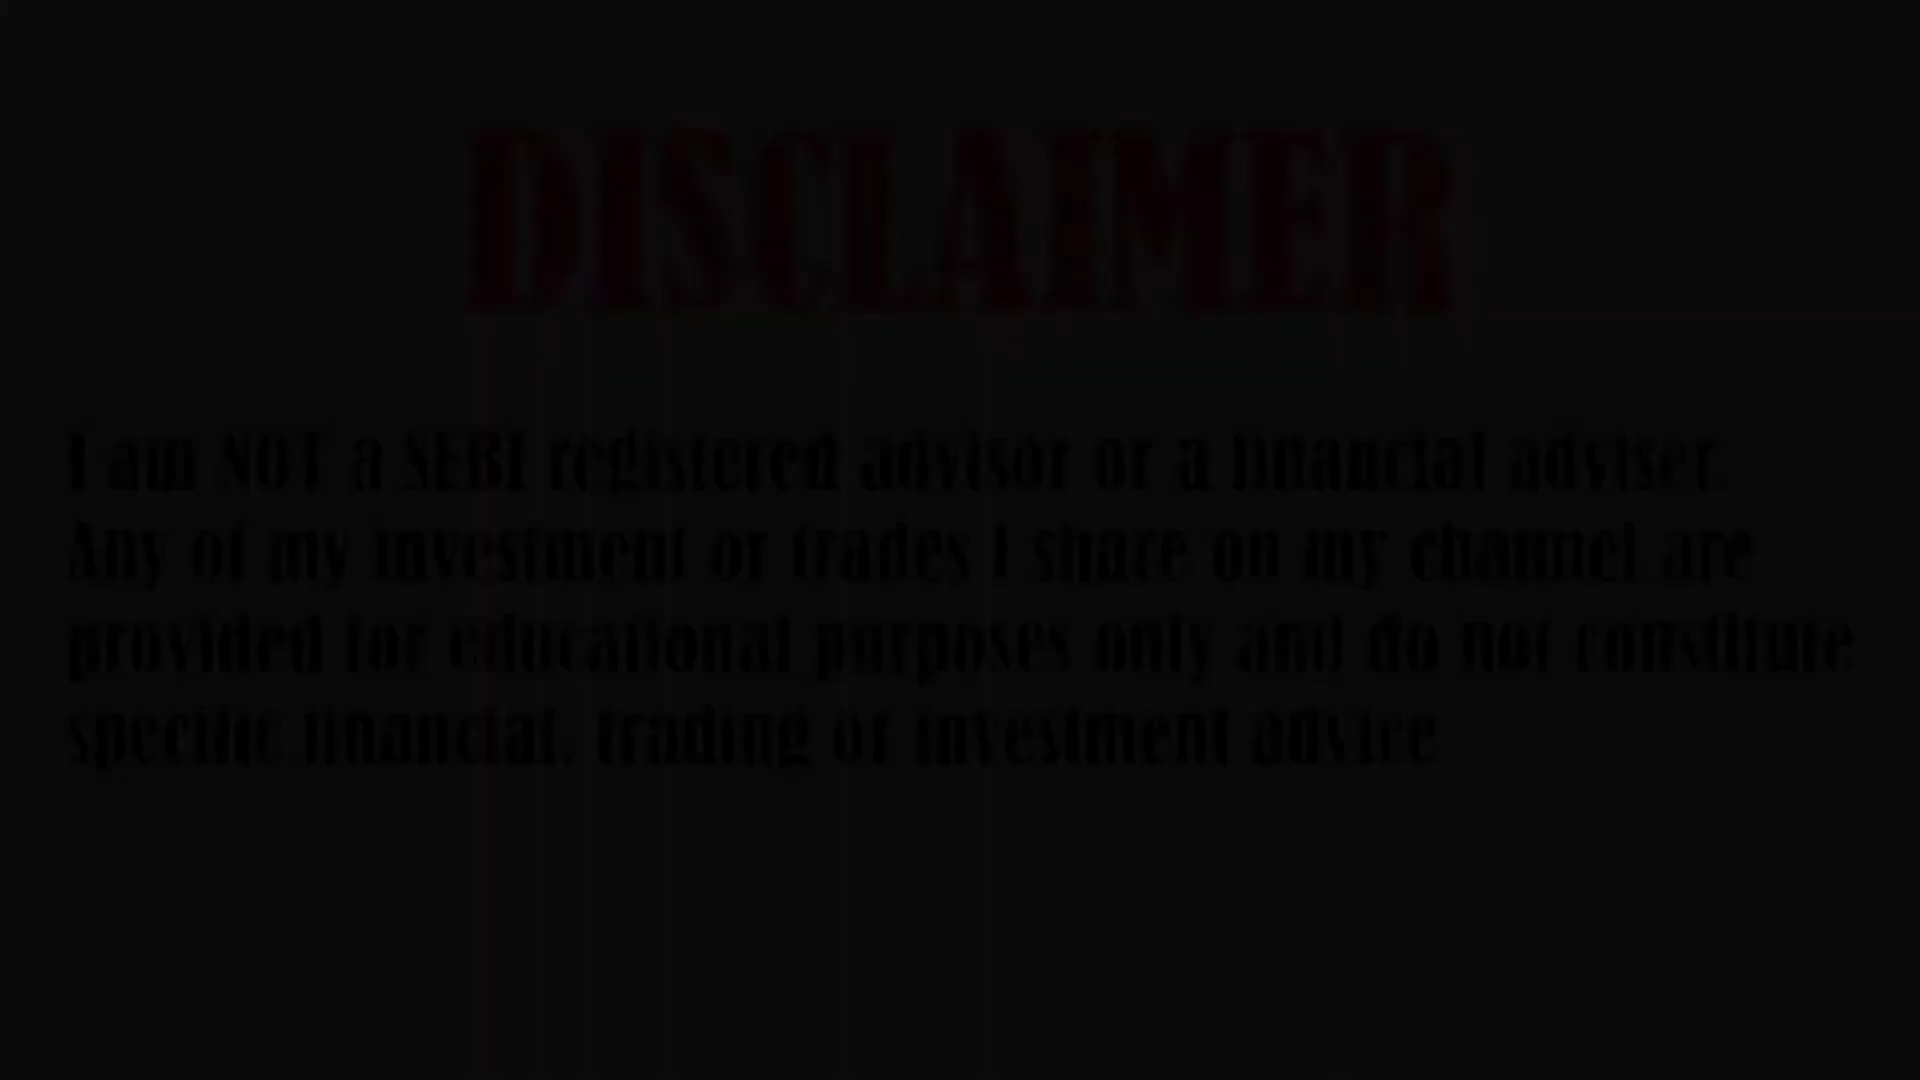 DISCLAIMER
I am NOT a SEBI registered advisor or a financial adviser.
Any of my investment or trades I share on my channel are
provided for educational purposes only and do not constitute
specific financial, trading or investment advice